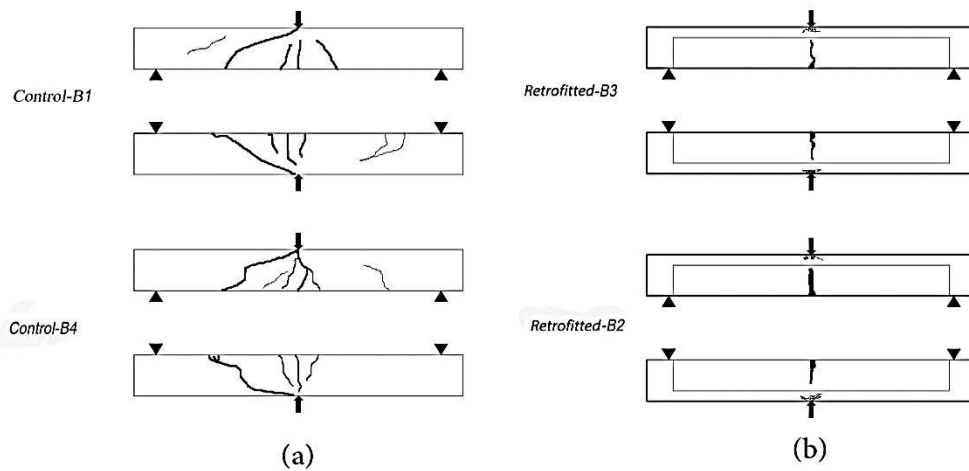 Control-B1
Control-B4
(a)
Retrofitted-B3
Retrofitted-B2
(b)